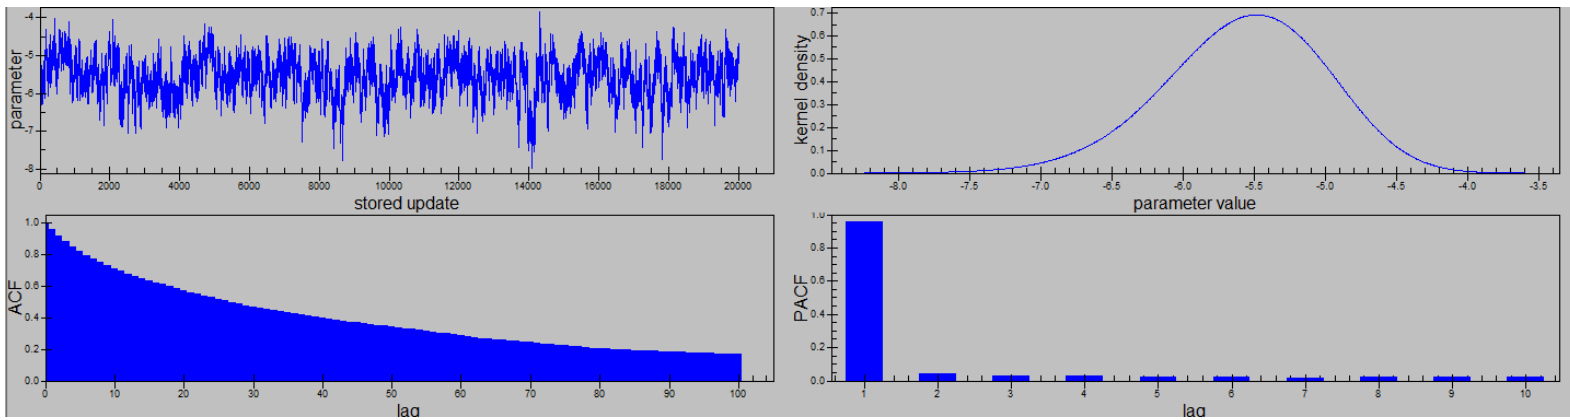 parameter
-4
-5
-6
-7
-8
0 2000 4000 6000 8000 10000 12000 14000 16000 18000 20000
stored update
kernel density
0.7
0.6
0.5
0.4
0.3
0.2
0.1
0.0
-8.0 -7.5 -7.0 -6.5 -6.0 -5.5 -5.0 -4.5 -4.0 -3.5
parameter value
ACF
1.0
0.8
0.6
0.4
0.2
0.0
0 10 20 30 40 50 60 70 80 90 100
lag
PACF
1.0
0.8
0.6
0.4
0.2
0.0
1 2 3 4 5 6 7 8 9 10
lag